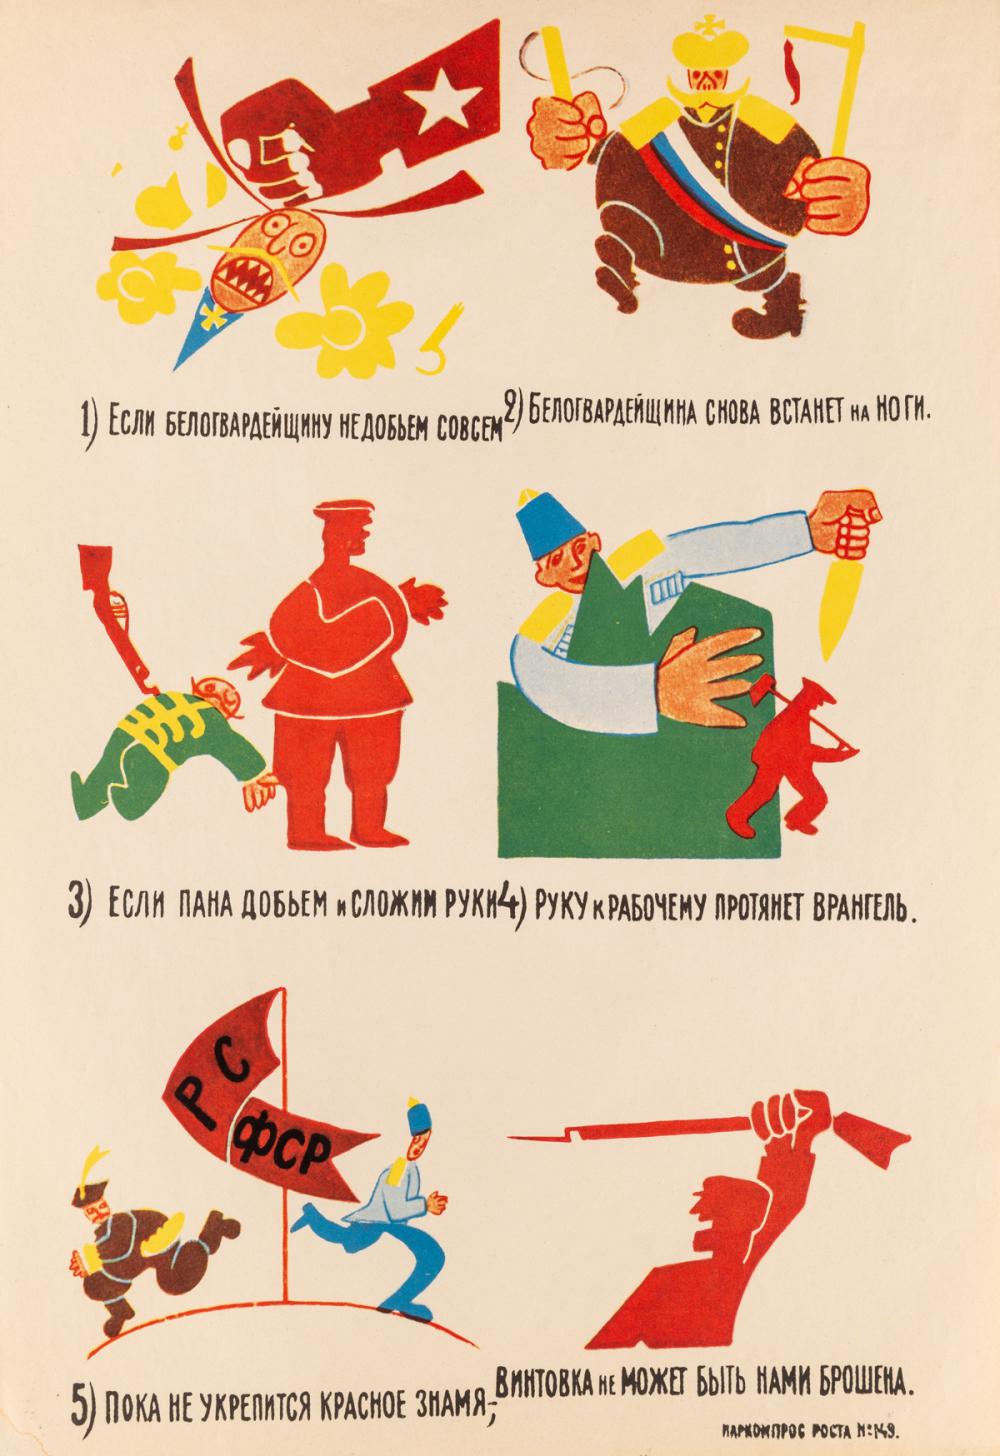 1) ЕСЛИ БЕЛОГВАРДЕЙЩИНУ НЕДОБЬЕМ СОВСЕМ
2) БЕЛОГВАРДЕЙЩИНА СНОВА ВСТАНЕТ НА НОГИ.
3) ЕСЛИ ПАНА ДОБЬЕМ И СЛОЖИМ РУКИ
4) РУКУ К РАБОЧЕМУ ПРОТЯНЕТ ВРАНГЕЛЬ.
РС
ФСР
5) ПОКА НЕ УКРЕПИТСЯ КРАСНОЕ ЗНАМЯ,-
ВИНТОВКА НЕ МОЖЕТ БЫТЬ НАМИ БРОШЕНА.
НАРКОМПРОС РОСТА №149.